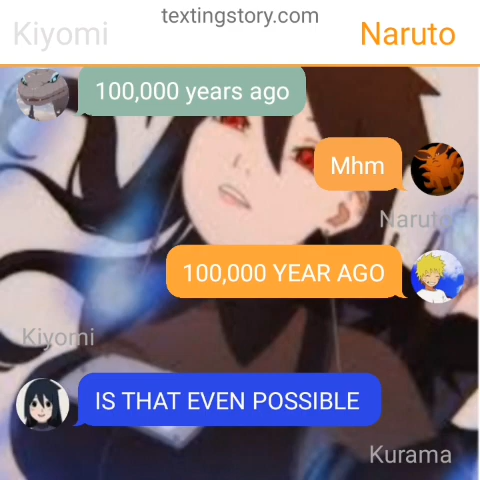 textingstory.com
Kiyomi
Naruto
100,000 years ago
Mhm
Naruto
100,000 YEAR AGO
Kiyomi
IS THAT EVEN POSSIBLE
Kurama